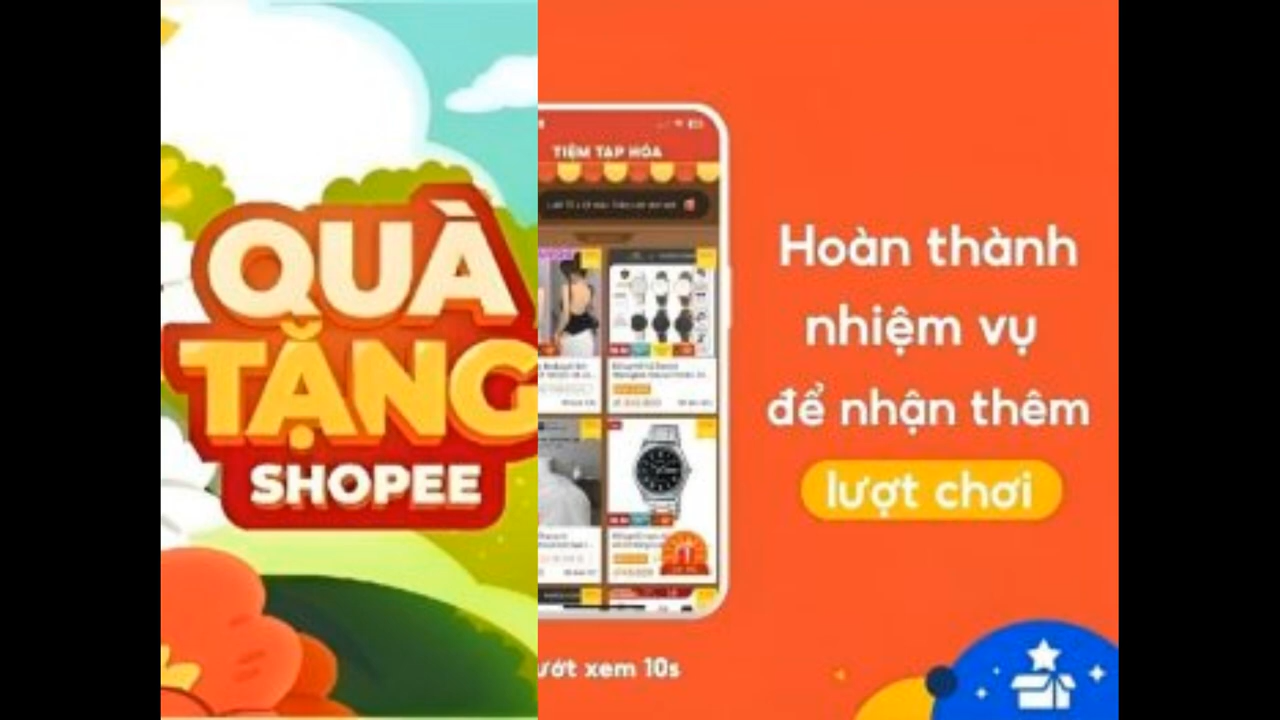 QUÀ
TẶNG
SHOPEE
TIỆM TẠP HÓA
Hoàn thành
nhiệm vụ
để nhận thêm
lượt chơi
ướt xem 10s